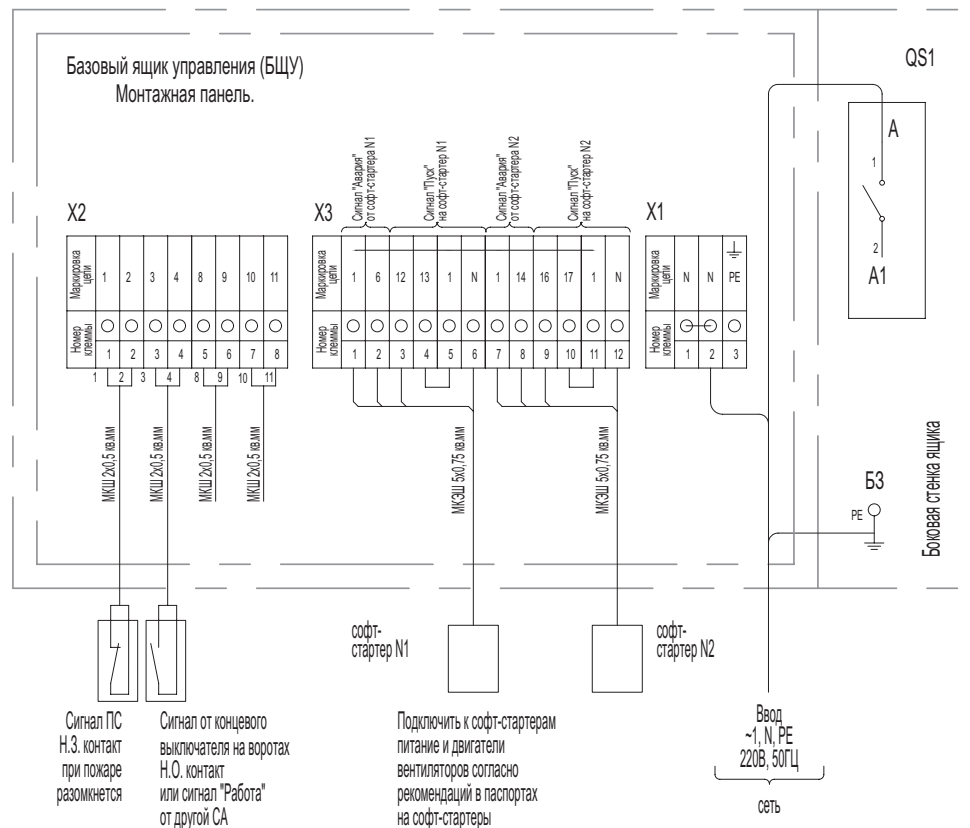 Базовый ящик управления (БЩУ)
Монтажная панель.
QS1
A
1
2
A1
Сигнал "Авария"
от софт-стартера N1
Сигнал "Пуск"
на софт-стартер N1
Сигнал "Авария"
от софт-стартера N2
Сигнал "Пуск"
на софт-стартер N2
X2
Маркировка
цепи
1 2 3 4 8 9 10 11
Номер
клеммы
1 2 3 4 5 6 7 8
1 2 3 4 8 9 10 11
МКШ 2х0,5 кв.мм
МКШ 2х0,5 кв.мм
МКШ 2х0,5 кв.мм
МКШ 2х0,5 кв.мм
X3
Маркировка
цепи
1 6 12 13 1 N 1 14 16 17 1 N
Номер
клеммы
1 2 3 4 5 6 7 8 9 10 11 12
МКЭШ 5х0,75 кв.мм
МКЭШ 5х0,75 кв.мм
X1
Маркировка
цепи
N N PE
Номер
клеммы
1 2 3
Б3
PE
Боковая стенка ящика
софт-
стартер N1
софт-
стартер N2
Сигнал ПС
Н.З. контакт
при пожаре
разомкнется
Сигнал от концевого
выключателя на воротах
Н.О. контакт
или сигнал "Работа"
от другой СА
Подключить к софт-стартерам
питание и двигатели
вентиляторов согласно
рекомендаций в паспортах
на софт-стартеры
Ввод
~1, N, PE
220В, 50ГЦ
сеть